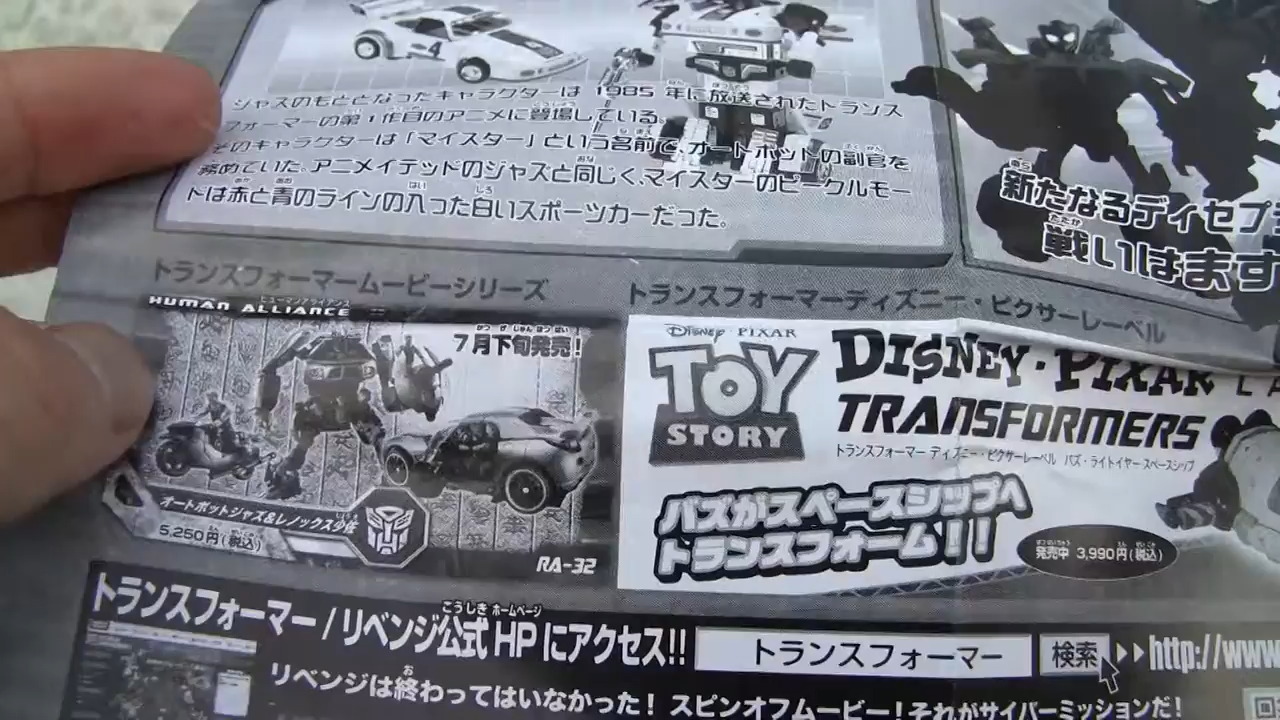 4
ジャズのもととなったキャラクターは 1985 年に放送されたトランス
フォーマーの第1作目のアニメに登場している。
そのキャラクターは「マイスター」という名前で、オートボットの副官を
務めていた。アニメイテッドのジャズと同じく、マイスターのビークルモー
ドは赤と青のラインの入った白いスポーツカーだった。
新たなるディセプ
戦いはます
トランスフォーマームービーシリーズ
HUMAN ALLIANCE
ヒューマンアライアンス
7月下旬発売!
オートボットジャズ&レノックス少佐
5,250円(税込)
RA-32
トランスフォーマーディズニー・ピクサーレーベル
DISNEY・PIXAR
TOY
STORY
DISNEY・PIXAR LA
TRANSFORMERS
トランスフォーマー ディズニー・ピクサーレーベル バズ・ライトイヤー スペースシップ
バズがスペースシップへ
トランスフォーム!!
発売中 3,990円(税込)
トランスフォーマー/リベンジ公式HPにアクセス!!
トランスフォーマー
検索
http://www
リベンジは終わってはいなかった! スピンオフムービー!それがサイバーミッションだ!